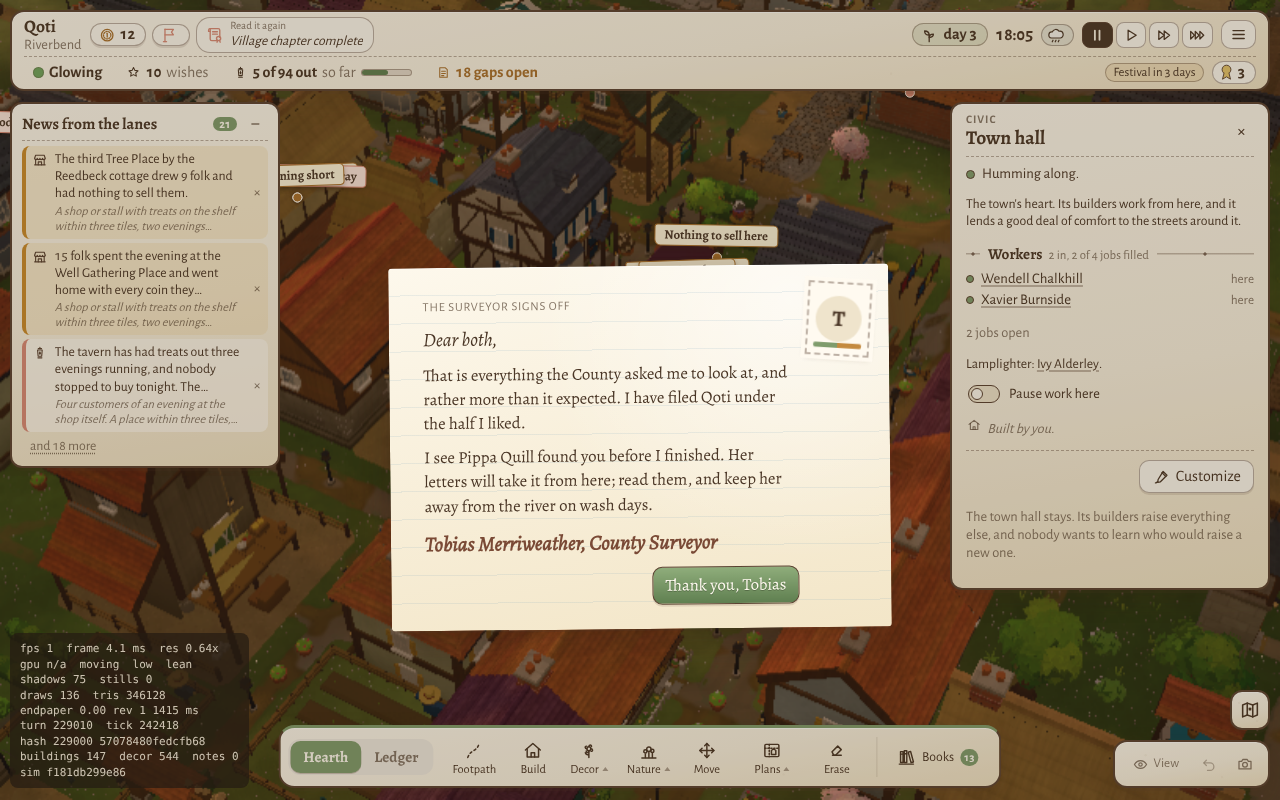 Qoti
Riverbend
12
Read it again
Village chapter complete
day 3
18:05
Glowing
10 wishes
5 of 94 out so far
18 gaps open
Festival in 3 days
3
News from the lanes
21
The third Tree Place by the
Reedbeck cottage drew 9 folk and
had nothing to sell them.
A shop or stall with treats on the shelf
within three tiles, two evenings...
15 folk spent the evening at the
Well Gathering Place and went
home with every coin they...
A shop or stall with treats on the shelf
within three tiles, two evenings...
The tavern has had treats out three
evenings running, and nobody
stopped to buy tonight. The...
Four customers of an evening at the
shop itself. A place within three tiles,...
and 18 more
ning short
ay
Nothing to sell here
THE SURVEYOR SIGNS OFF
T
Dear both,
That is everything the County asked me to look at, and
rather more than it expected. I have filed Qoti under
the half I liked.
I see Pippa Quill found you before I finished. Her
letters will take it from here; read them, and keep her
away from the river on wash days.
Tobias Merriweather, County Surveyor
Thank you, Tobias
CIVIC
Town hall
Humming along.
The town's heart. Its builders work from here, and it
lends a good deal of comfort to the streets around it.
Workers 2 in, 2 of 4 jobs filled
Wendell Chalkhill here
Xavier Burnside here
2 jobs open
Lamplighter: Ivy Alderley.
Pause work here
Built by you.
Customize
The town hall stays. Its builders raise everything
else, and nobody wants to learn who would raise a
new one.
fps 1 frame 4.1 ms res 0.64x
gpu n/a moving low lean
shadows 75 stills 0
draws 136 tris 346128
endpaper 0.00 rev 1 1415 ms
turn 229010 tick 242418
hash 229000 57078480fedcfb68
buildings 147 decor 544 notes 0
sim f181db299e86
Hearth
Ledger
Footpath
Build
Decor
Nature
Move
Plans
Erase
Books 13
View